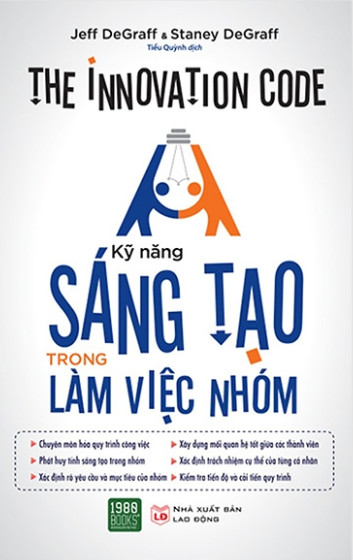 Jeff DeGraff & Staney DeGraff
Tiểu Quỳnh dịch
THE INNOVATION CODE
Kỹ năng
SÁNG TẠO
TRONG
LÀM VIỆC NHÓM
Chuyên môn hóa quy trình công việc
Phát huy tính sáng tạo trong nhóm
Xác định rõ yêu cầu và mục tiêu của nhóm
Xây dựng mối quan hệ tốt giữa các thành viên
Xác định trách nhiệm cụ thể của từng cá nhân
Kiểm tra tiến độ và cải tiến quy trình
1980
BOOKS
LĐ
NHÀ XUẤT BẢN
LAO ĐỘNG